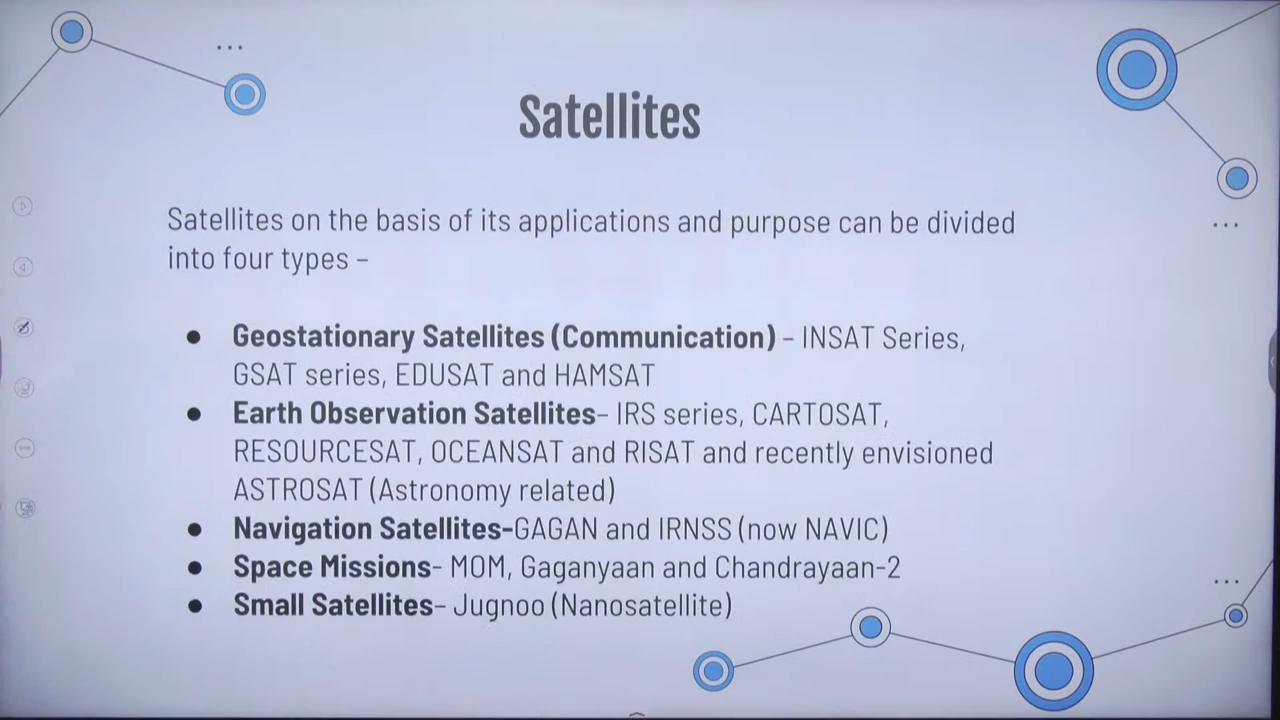 Satellites
Satellites on the basis of its applications and purpose can be divided
into four types –
● Geostationary Satellites (Communication) – INSAT Series,
GSAT series, EDUSAT and HAMSAT
● Earth Observation Satellites– IRS series, CARTOSAT,
RESOURCESAT, OCEANSAT and RISAT and recently envisioned
ASTROSAT (Astronomy related)
● Navigation Satellites-GAGAN and IRNSS (now NAVIC)
● Space Missions– MOM, Gaganyaan and Chandrayaan-2
● Small Satellites– Jugnoo (Nanosatellite)